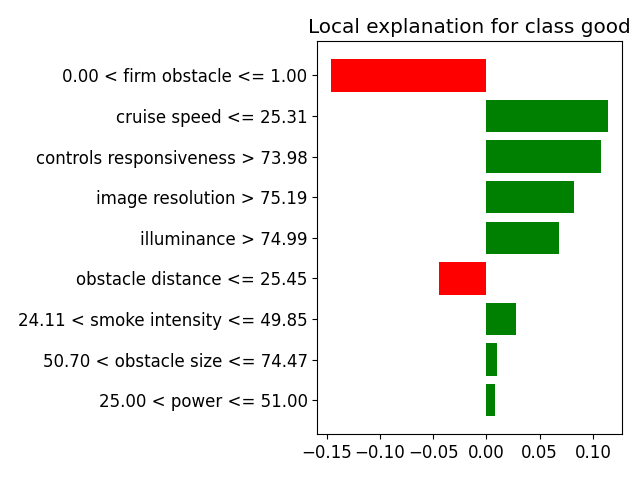 Local explanation for class good
0.00 < firm obstacle <= 1.00
cruise speed <= 25.31
controls responsiveness > 73.98
image resolution > 75.19
illuminance > 74.99
obstacle distance <= 25.45
24.11 < smoke intensity <= 49.85
50.70 < obstacle size <= 74.47
25.00 < power <= 51.00
−0.15 −0.10 −0.05 0.00 0.05 0.10